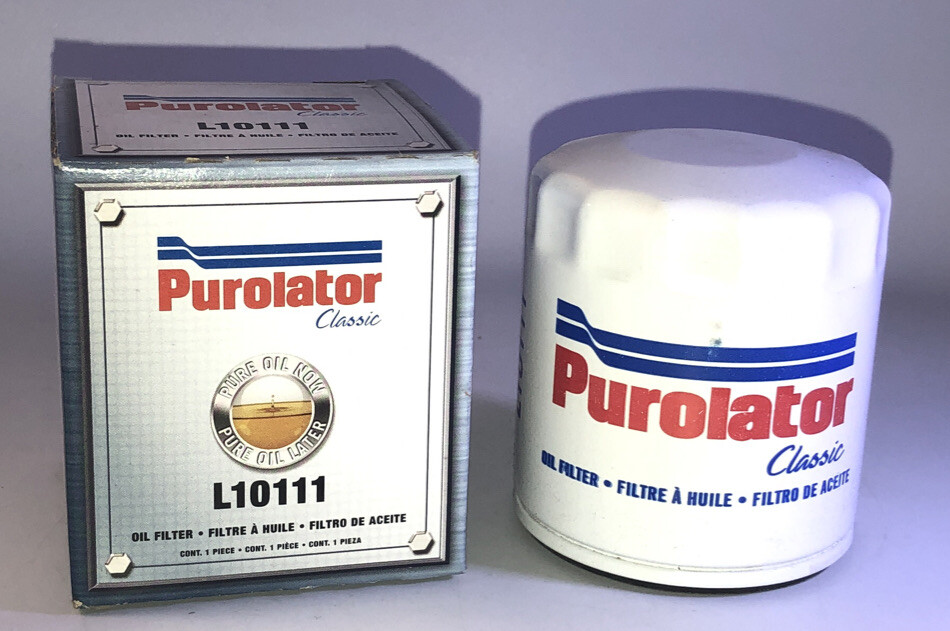 Purolator
Classic
L10111
OIL FILTER • FILTRE À HUILE • FILTRO DE ACEITE
Purolator
Classic
PURE OIL NOW
PURE OIL LATER
L10111
OIL FILTER • FILTRE À HUILE • FILTRO DE ACEITE
CONT. 1 PIECE • CONT. 1 PIÈCE • CONT. 1 PIEZA
Purolator
Classic
OIL FILTER • FILTRE À HUILE • FILTRO DE ACEITE